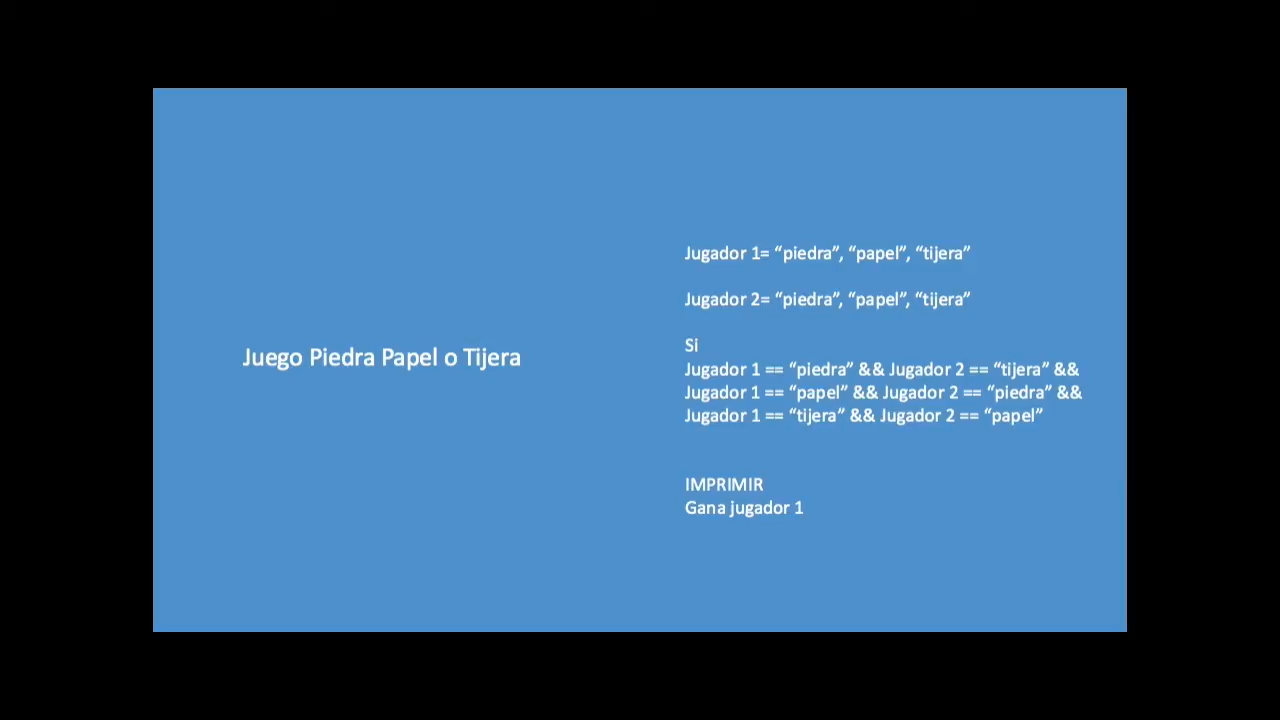 Juego Piedra Papel o Tijera
Jugador 1= “piedra”, “papel”, “tijera”
Jugador 2= “piedra”, “papel”, “tijera”
Si
Jugador 1 == “piedra” && Jugador 2 == “tijera” &&
Jugador 1 == “papel” && Jugador 2 == “piedra” &&
Jugador 1 == “tijera” && Jugador 2 == “papel”
IMPRIMIR
Gana jugador 1